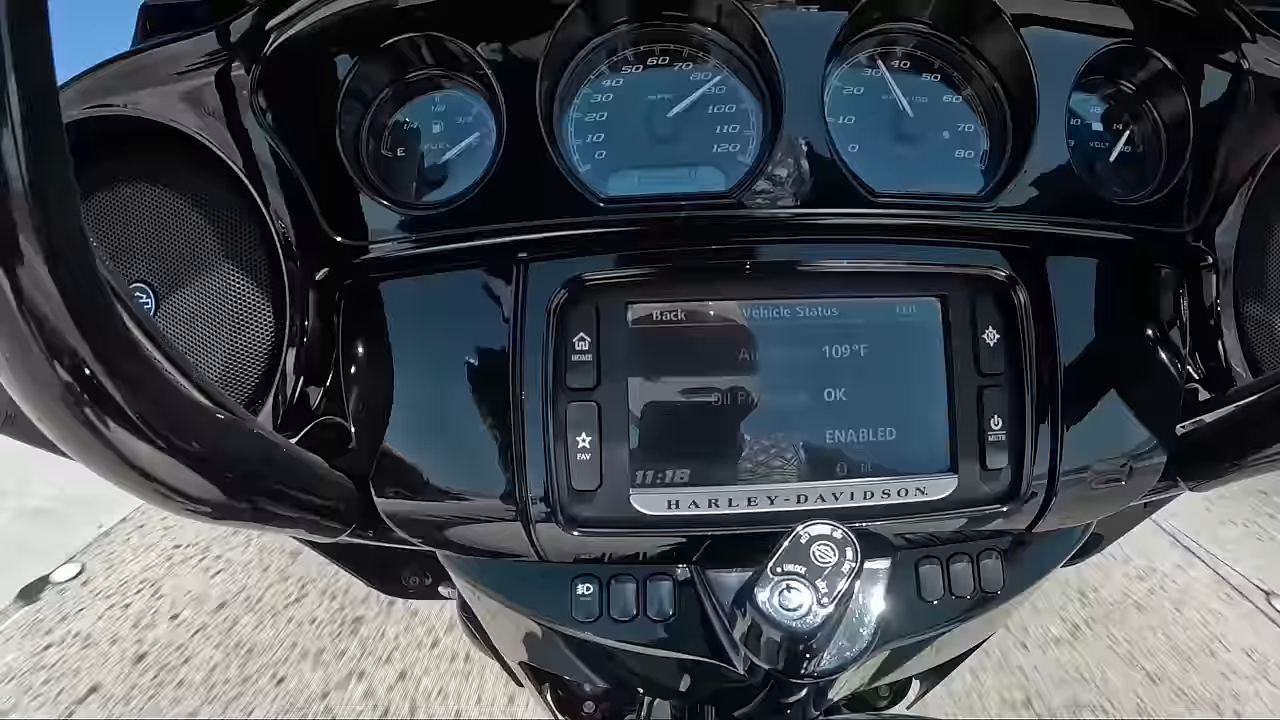 E 1/4 1/2 3/4
FUEL
0 10 20 30 40 50 60 70 80 90 100 110 120
MPH
0 10 20 30 40 50 60 70 80
VOLT
Back Vehicle Status
109°F
Oil
OK
ENABLED
11:18
HARLEY-DAVIDSON
HOME
FAV
MUTE
UNLOCK